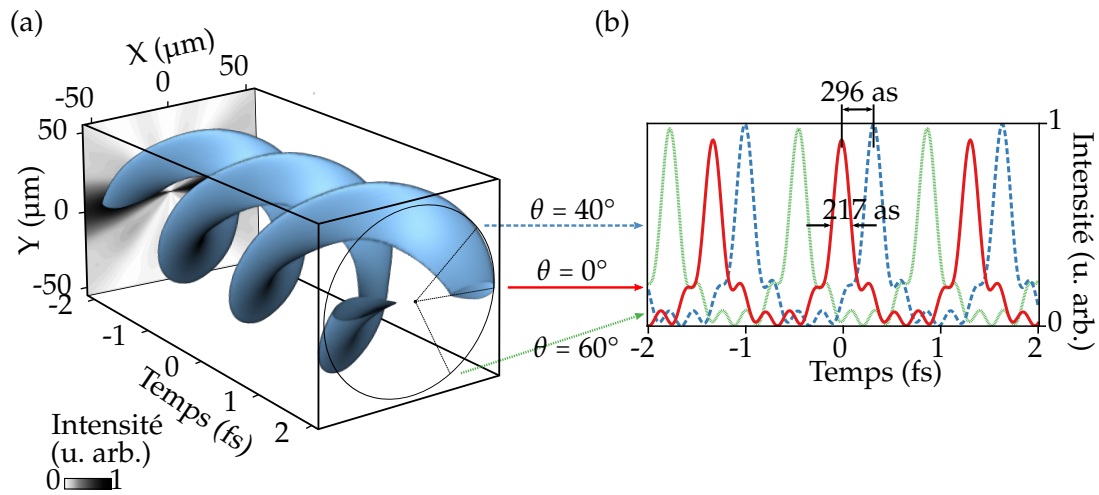 (a)
X (µm)
-50
0
50
50
0
-50
Y (µm)
-2
-1
0
1
2
Temps (fs)
Intensité
(u. arb.)
0
1
θ = 40°
θ = 0°
θ = 60°
(b)
296 as
217 as
1
0
Intensité
(u. arb.)
-2
-1
0
1
2
Temps (fs)